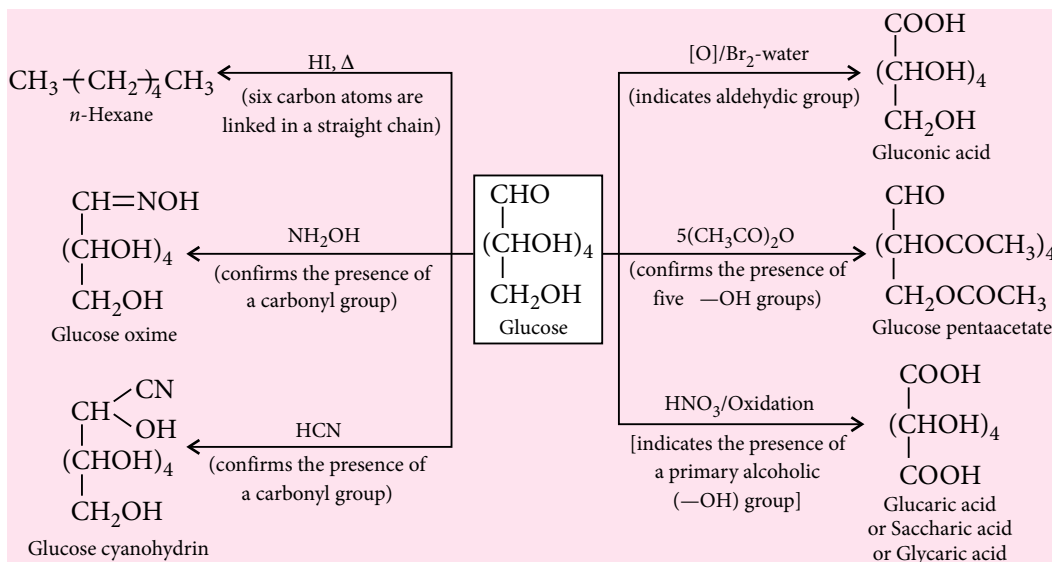 HI, Δ
(six carbon atoms are
linked in a straight chain)
CH3-(CH2)4-CH3
n-Hexane
NH2OH
(confirms the presence of
a carbonyl group)
CH=NOH
(CHOH)4
CH2OH
Glucose oxime
HCN
(confirms the presence of
a carbonyl group)
CN
CH
OH
(CHOH)4
CH2OH
Glucose cyanohydrin
CHO
(CHOH)4
CH2OH
Glucose
[O]/Br2-water
(indicates aldehydic group)
COOH
(CHOH)4
CH2OH
Gluconic acid
5(CH3CO)2O
(confirms the presence of
five —OH groups)
CHO
(CHOCOCH3)4
CH2OCOCH3
Glucose pentaacetate
HNO3/Oxidation
[indicates the presence of
a primary alcoholic
(—OH) group]
COOH
(CHOH)4
COOH
Glucaric acid
or Saccharic acid
or Glycaric acid